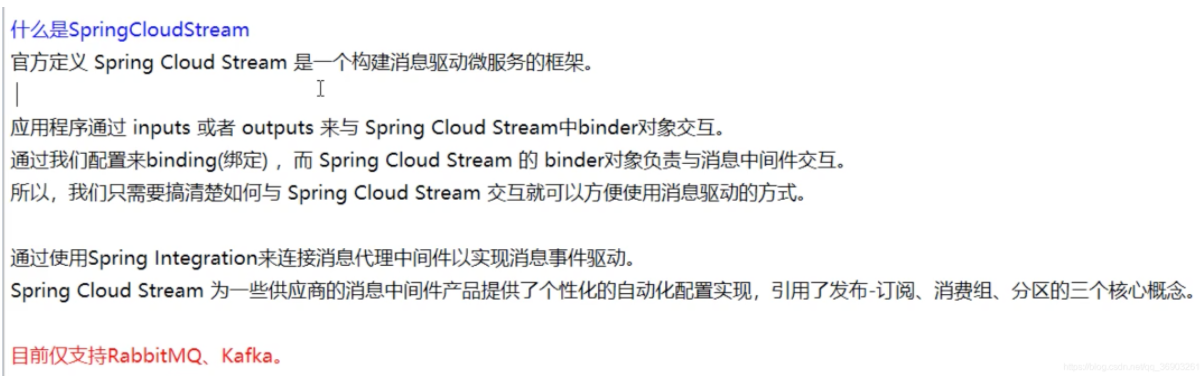 什么是SpringCloudStream
官方定义 Spring Cloud Stream 是一个构建消息驱动微服务的框架。
应用程序通过 inputs 或者 outputs 来与 Spring Cloud Stream中binder对象交互。
通过我们配置来binding(绑定) ，而 Spring Cloud Stream 的 binder对象负责与消息中间件交互。
所以，我们只需要搞清楚如何与 Spring Cloud Stream 交互就可以方便使用消息驱动的方式。
通过使用Spring Integration来连接消息代理中间件以实现消息事件驱动。
Spring Cloud Stream 为一些供应商的消息中间件产品提供了个性化的自动化配置实现，引用了发布-订阅、消费组、分区的三个核心概念。
目前仅支持RabbitMQ、Kafka。